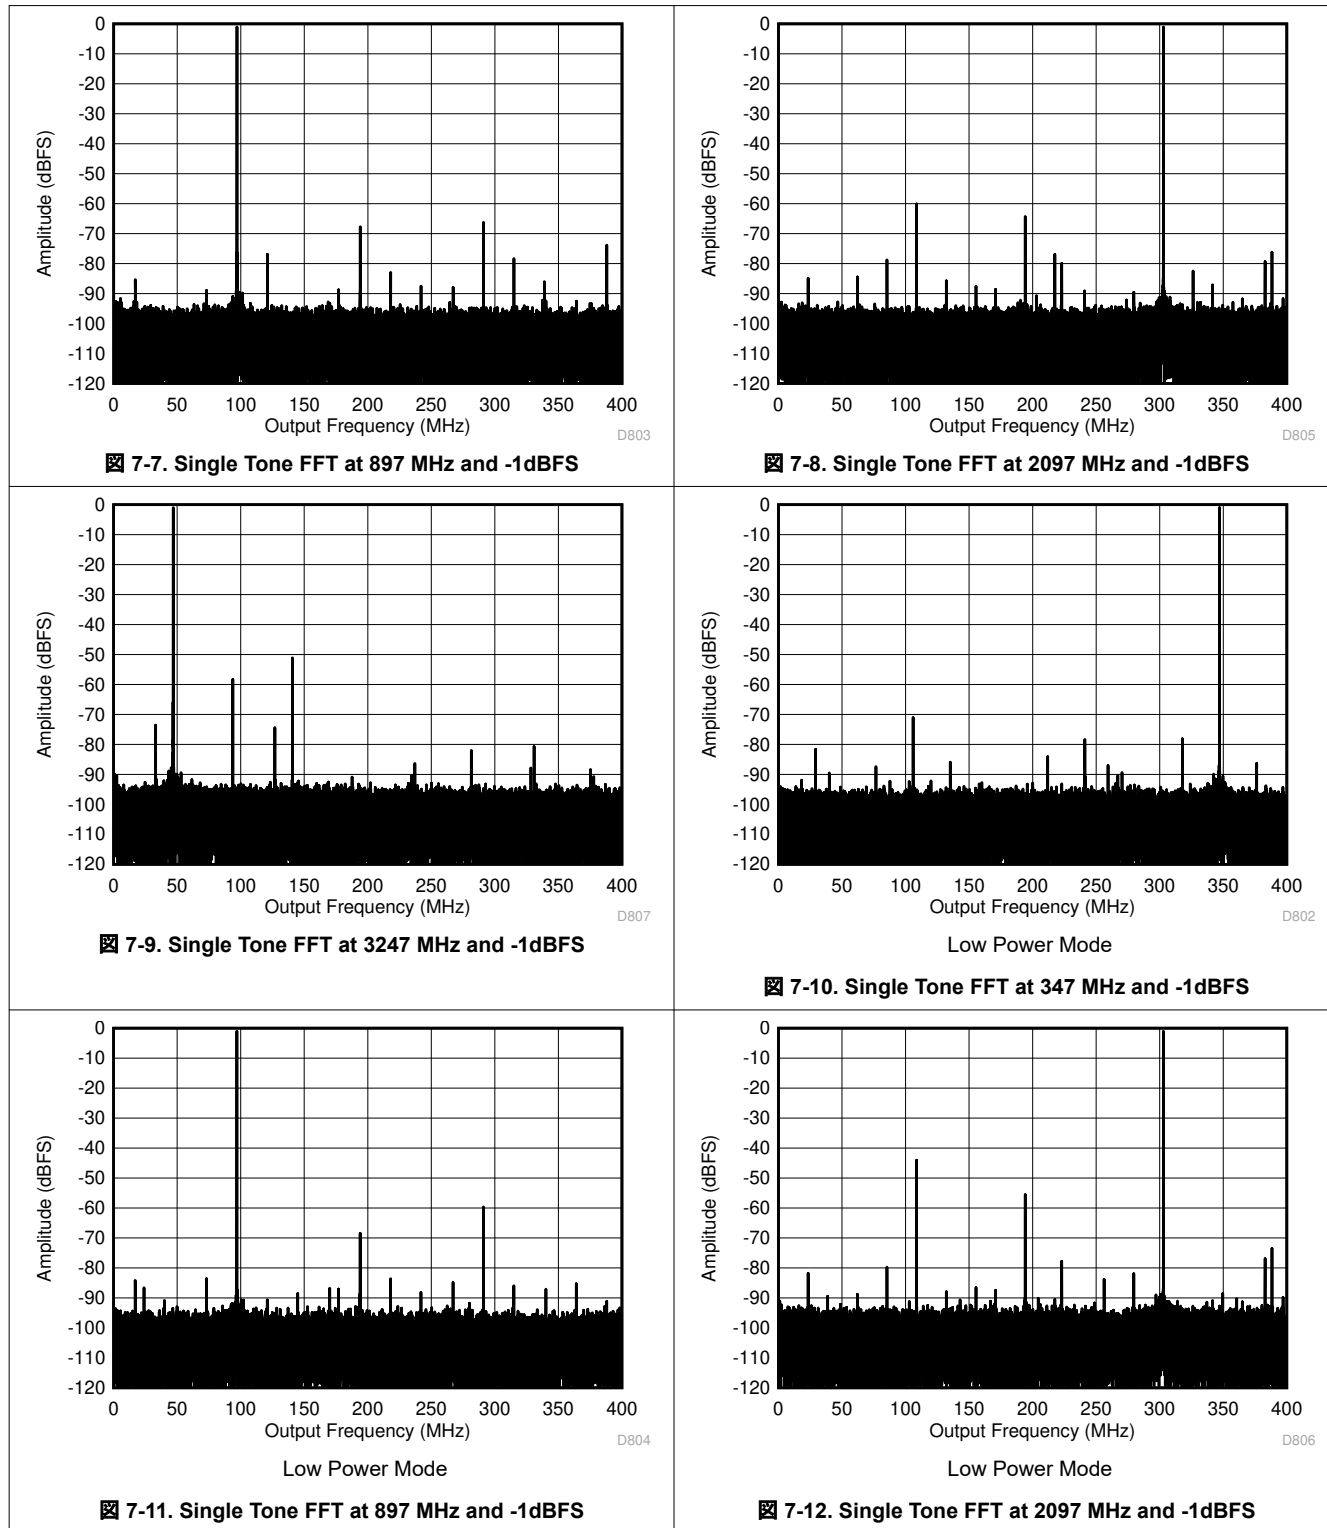 0
-10
-20
-30
-40
-50
-60
-70
-80
-90
-100
-110
-120
Amplitude (dBFS)
0 50 100 150 200 250 300 350 400
Output Frequency (MHz)
D803
図 7-7. Single Tone FFT at 897 MHz and -1dBFS
0
-10
-20
-30
-40
-50
-60
-70
-80
-90
-100
-110
-120
Amplitude (dBFS)
0 50 100 150 200 250 300 350 400
Output Frequency (MHz)
D805
図 7-8. Single Tone FFT at 2097 MHz and -1dBFS
0
-10
-20
-30
-40
-50
-60
-70
-80
-90
-100
-110
-120
Amplitude (dBFS)
0 50 100 150 200 250 300 350 400
Output Frequency (MHz)
D807
図 7-9. Single Tone FFT at 3247 MHz and -1dBFS
0
-10
-20
-30
-40
-50
-60
-70
-80
-90
-100
-110
-120
Amplitude (dBFS)
0 50 100 150 200 250 300 350 400
Output Frequency (MHz)
D802
Low Power Mode
図 7-10. Single Tone FFT at 347 MHz and -1dBFS
0
-10
-20
-30
-40
-50
-60
-70
-80
-90
-100
-110
-120
Amplitude (dBFS)
0 50 100 150 200 250 300 350 400
Output Frequency (MHz)
D804
Low Power Mode
図 7-11. Single Tone FFT at 897 MHz and -1dBFS
0
-10
-20
-30
-40
-50
-60
-70
-80
-90
-100
-110
-120
Amplitude (dBFS)
0 50 100 150 200 250 300 350 400
Output Frequency (MHz)
D806
Low Power Mode
図 7-12. Single Tone FFT at 2097 MHz and -1dBFS